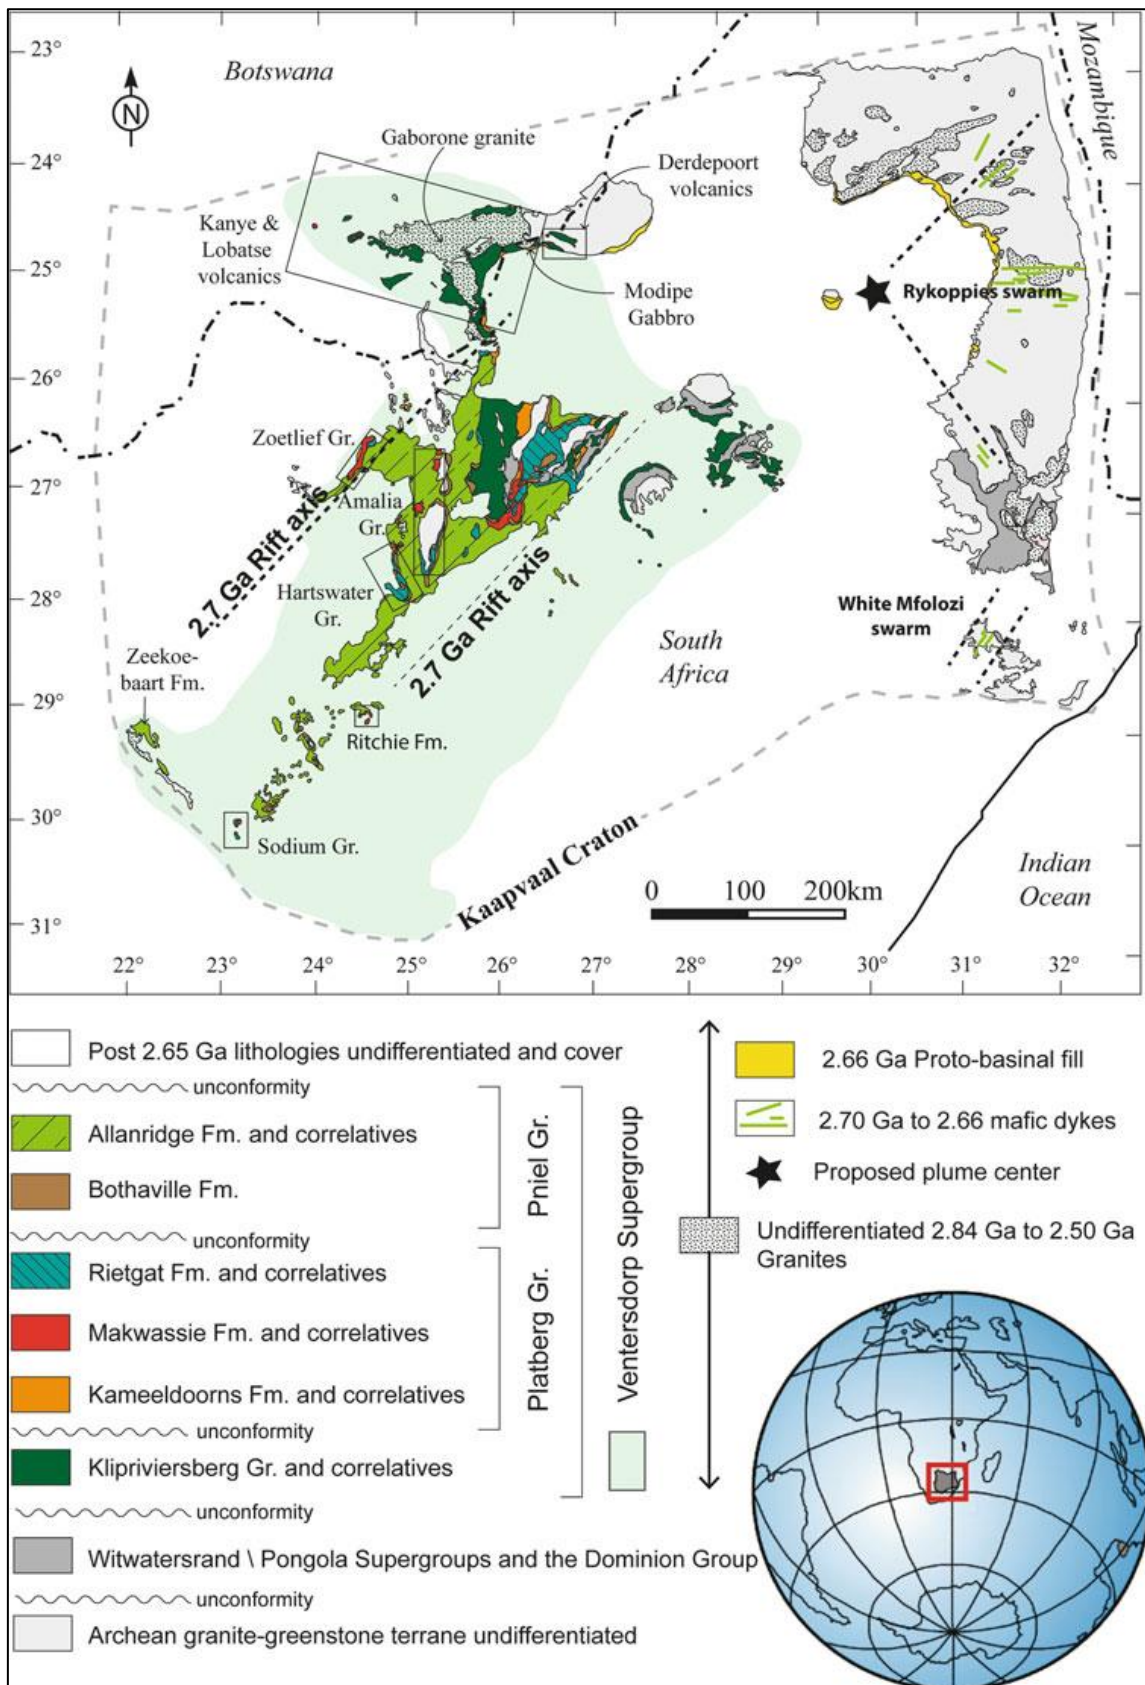 23°
24°
25°
26°
27°
28°
29°
30°
31°
22°
23°
24°
25°
26°
27°
28°
29°
30°
31°
32°
N
Botswana
Mozambique
Gaborone granite
Derdepoort
volcanics
Kanye &
Lobatse
volcanics
Modipe
Gabbro
Rykoppies swarm
Zoetlief Gr.
Amalia
Gr.
2.7 Ga Rift axis
Hartswater
Gr.
2.7 Ga Rift axis
White Mfolozi
swarm
South
Africa
Zeekoe-
baart Fm.
Ritchie Fm.
Sodium Gr.
Kaapvaal Craton
0 100 200km
Indian
Ocean
Post 2.65 Ga lithologies undifferentiated and cover
unconformity
Allanridge Fm. and correlatives
Bothaville Fm.
unconformity
Rietgat Fm. and correlatives
Makwassie Fm. and correlatives
Kameeldoorns Fm. and correlatives
unconformity
Klipriviersberg Gr. and correlatives
unconformity
Witwatersrand \ Pongola Supergroups and the Dominion Group
unconformity
Archean granite-greenstone terrane undifferentiated
Pniel Gr.
Platberg Gr.
Ventersdorp Supergroup
2.66 Ga Proto-basinal fill
2.70 Ga to 2.66 mafic dykes
Proposed plume center
Undifferentiated 2.84 Ga to 2.50 Ga
Granites